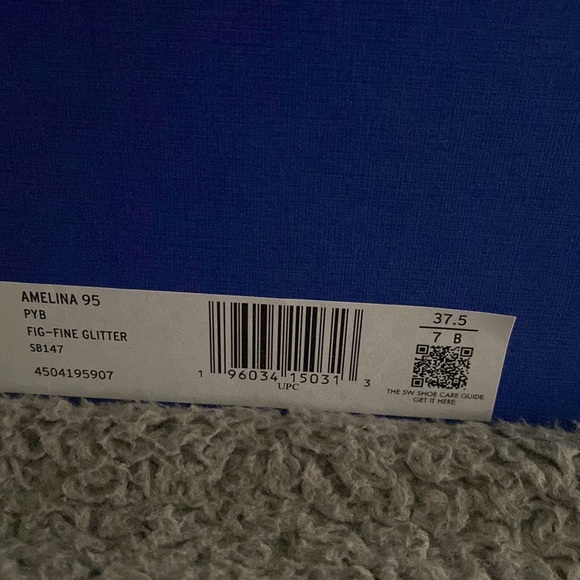 AMELINA 95
PYB
FIG-FINE GLITTER
SB147
4504195907
1 96034 15031 3
UPC
37.5
7 B
THE SW SHOE CARE GUIDE.
GET IT HERE.